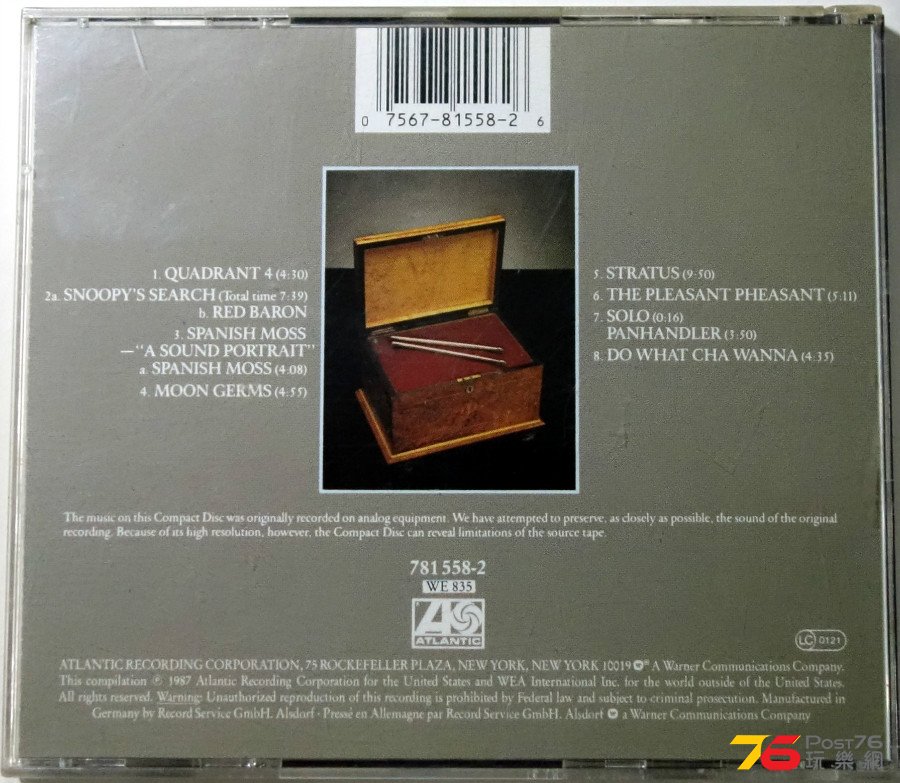 0 7567-81558-2 6
1. QUADRANT 4 (4:30)
2a. SNOOPY'S SEARCH (Total time 7:39)
b. RED BARON
3. SPANISH MOSS
—"A SOUND PORTRAIT"
a. SPANISH MOSS (4:08)
4. MOON GERMS (4:55)
5. STRATUS (9:50)
6. THE PLEASANT PHEASANT (5:11)
7. SOLO (0:16)
PANHANDLER (3:50)
8. DO WHAT CHA WANNA (4:35)
The music on this Compact Disc was originally recorded on analog equipment. We have attempted to preserve, as closely as possible, the sound of the original
recording. Because of its high resolution, however, the Compact Disc can reveal limitations of the source tape.
781 558-2
WE 835
ATLANTIC
LC 0121
ATLANTIC RECORDING CORPORATION, 75 ROCKEFELLER PLAZA, NEW YORK, NEW YORK 10019 ® A Warner Communications Company.
This compilation ℗ 1987 Atlantic Recording Corporation for the United States and WEA International Inc. for the world outside of the United States.
All rights reserved. Warning: Unauthorized reproduction of this recording is prohibited by Federal law and subject to criminal prosecution. Manufactured in
Germany by Record Service GmbH. Alsdorf · Pressé en Allemagne par Record Service GmbH. Alsdorf a Warner Communications Company
76 POST76
玩樂網